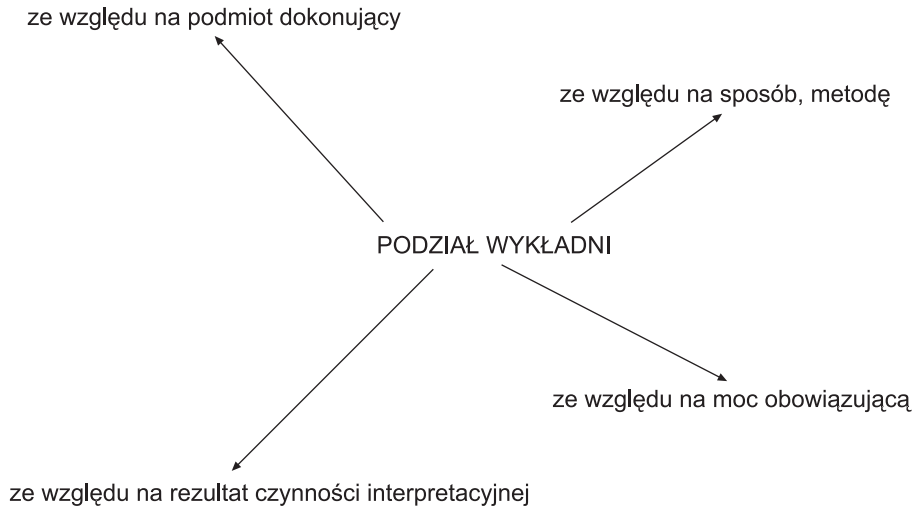 ze względu na podmiot dokonujący
ze względu na sposób, metodę
PODZIAŁ WYKŁADNI
ze względu na moc obowiązującą
ze względu na rezultat czynności interpretacyjnej